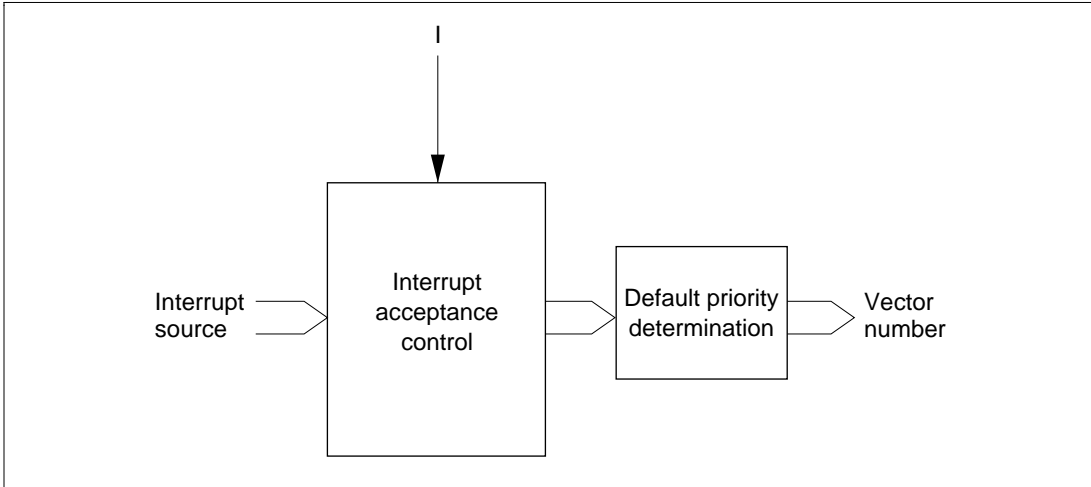 I
Interrupt
source
Interrupt
acceptance
control
Default priority
determination
Vector
number